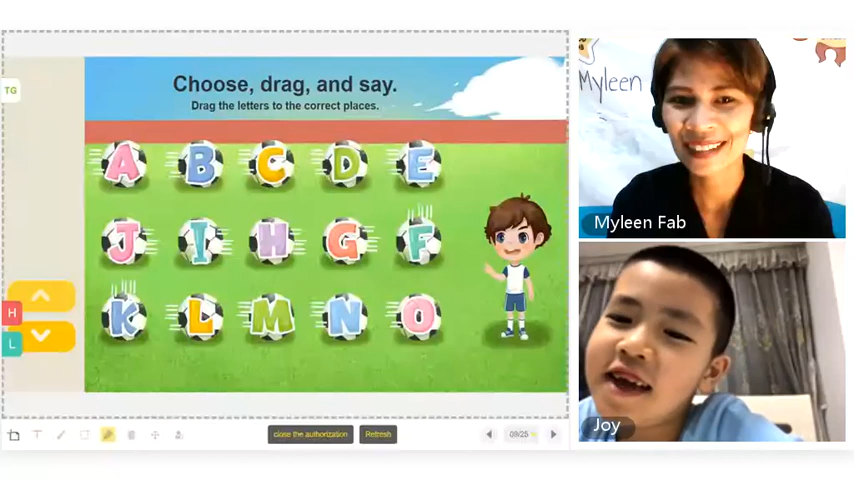 TG
Choose, drag, and say.
Drag the letters to the correct places.
A B C D E
J I H G F
K L M N O
H
L
T
close the authorization
Refresh
09/25
Myleen
Myleen Fab
Joy